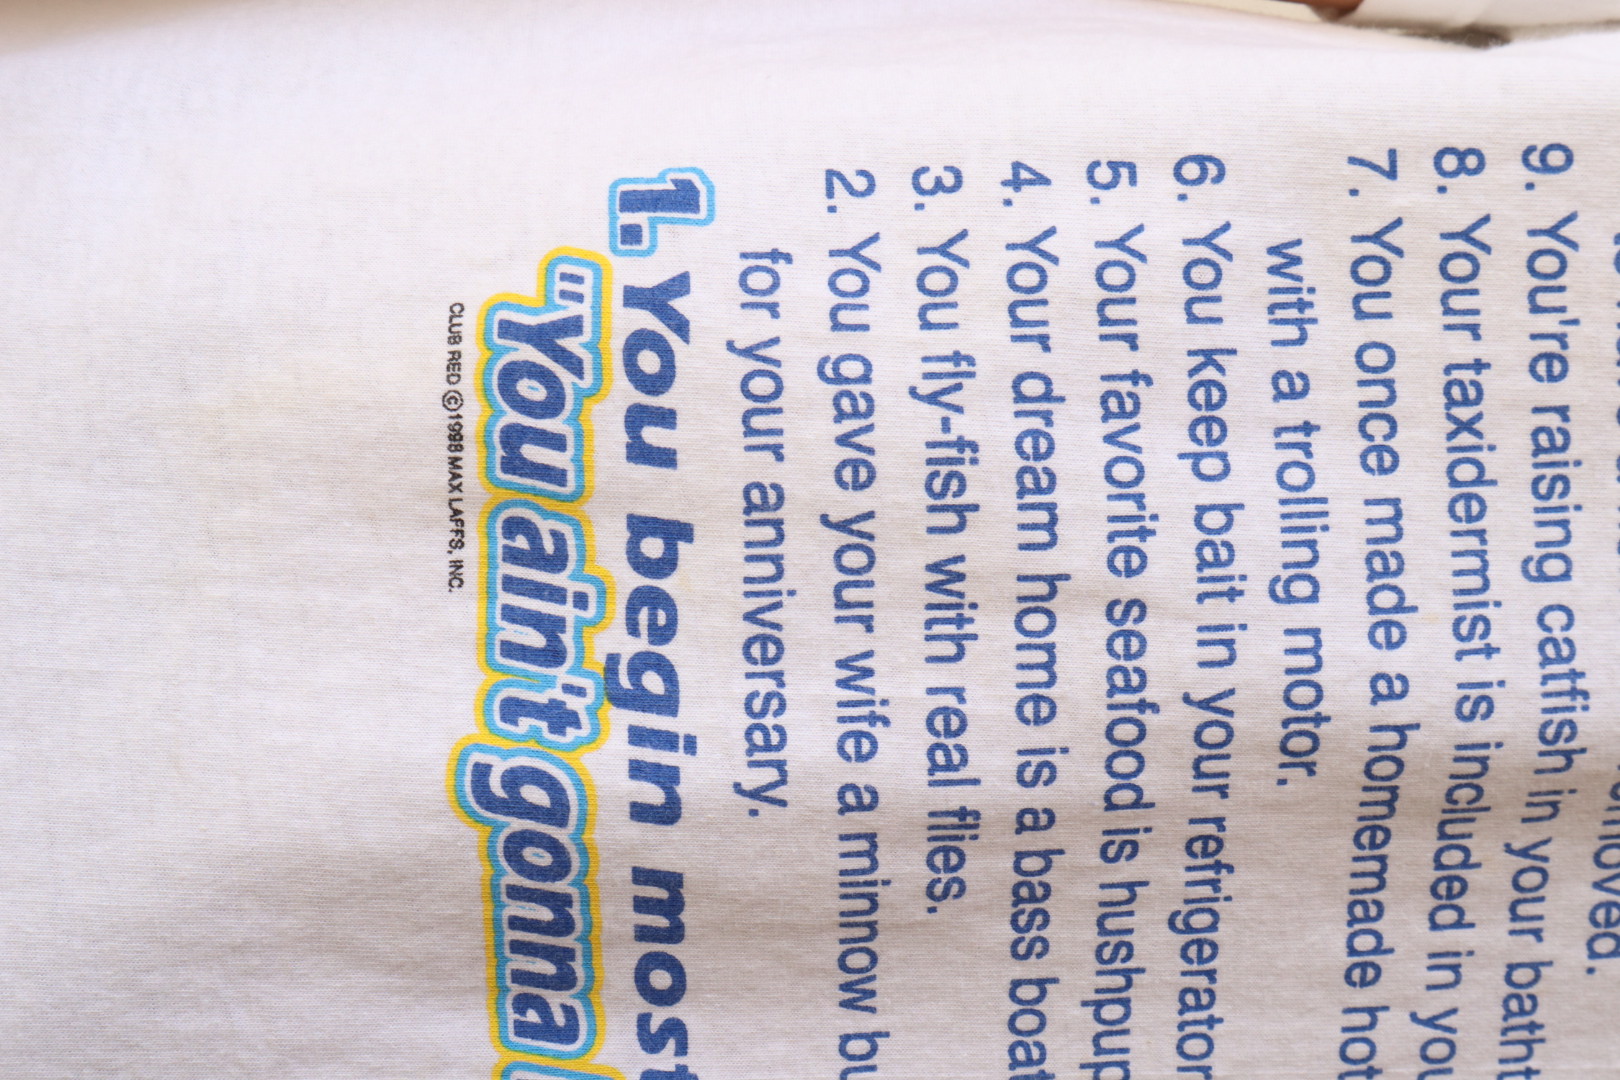 moved.
9. You're raising catfish in your batht
8. Your taxidermist is included in you
7. You once made a homemade hot
with a trolling motor.
6. You keep bait in your refrigerator
5. Your favorite seafood is hushpup
4. Your dream home is a bass boat
3. You fly-fish with real flies.
2. You gave your wife a minnow bu
for your anniversary.
1. You begin most
"You ain't gonna
CLUB RED ©1998 MAX LAFFS, INC.